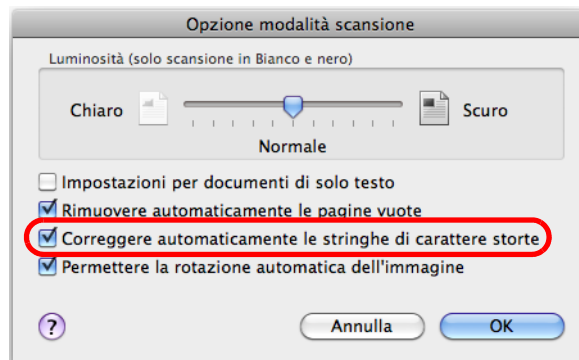 Opzione modalità scansione
Luminosità (solo scansione in Bianco e nero)
Chiaro Scuro
Normale
Impostazioni per documenti di solo testo
Rimuovere automaticamente le pagine vuote
Correggere automaticamente le stringhe di carattere storte
Permettere la rotazione automatica dell'immagine
? Annulla OK